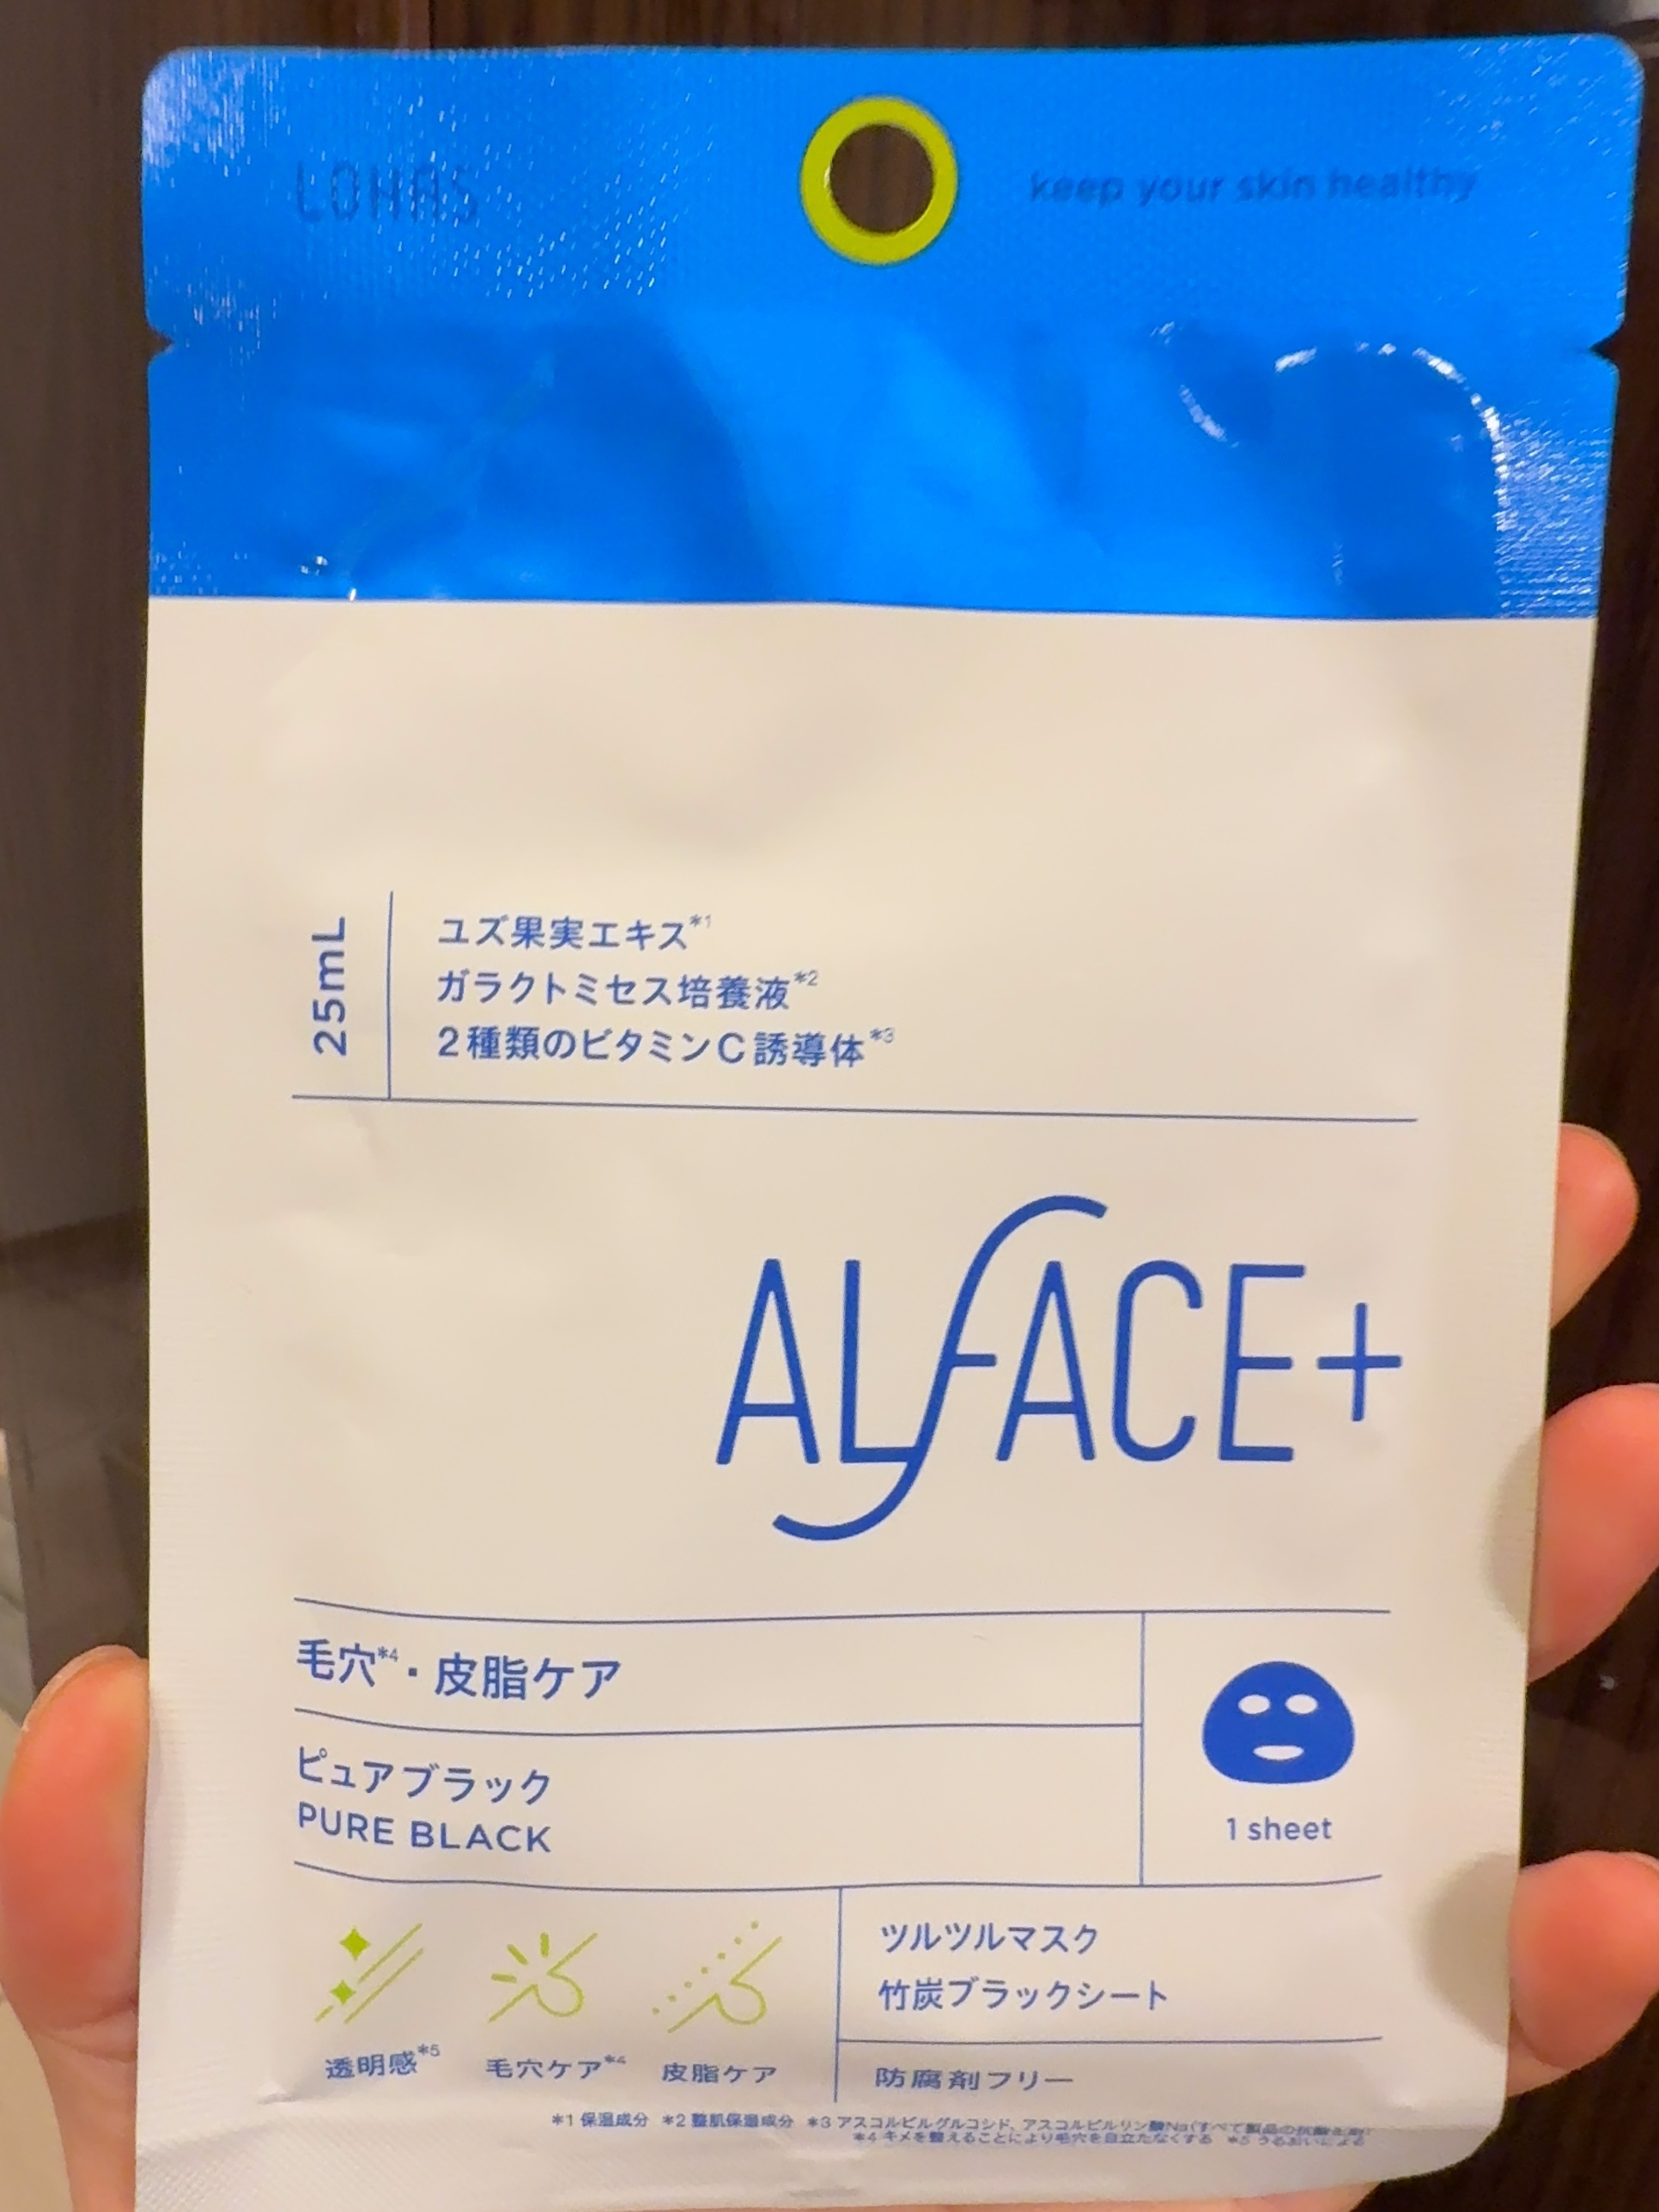 LOHAS
keep your skin healthy
25mL
ユズ果実エキス*1
ガラクトミセス培養液*2
2種類のビタミンC誘導体*3
ALFACE+
毛穴*4・皮脂ケア
ピュアブラック
PURE BLACK
1 sheet
透明感*5
毛穴ケア*4
皮脂ケア
ツルツルマスク
竹炭ブラックシート
防腐剤フリー
*1 保湿成分 *2 整肌保湿成分 *3 アスコルビルグルコシド、アスコルビルリン酸Na(すべて製品の
*4 キメを整えることにより毛穴を目立たなくする *5 うるおいによる